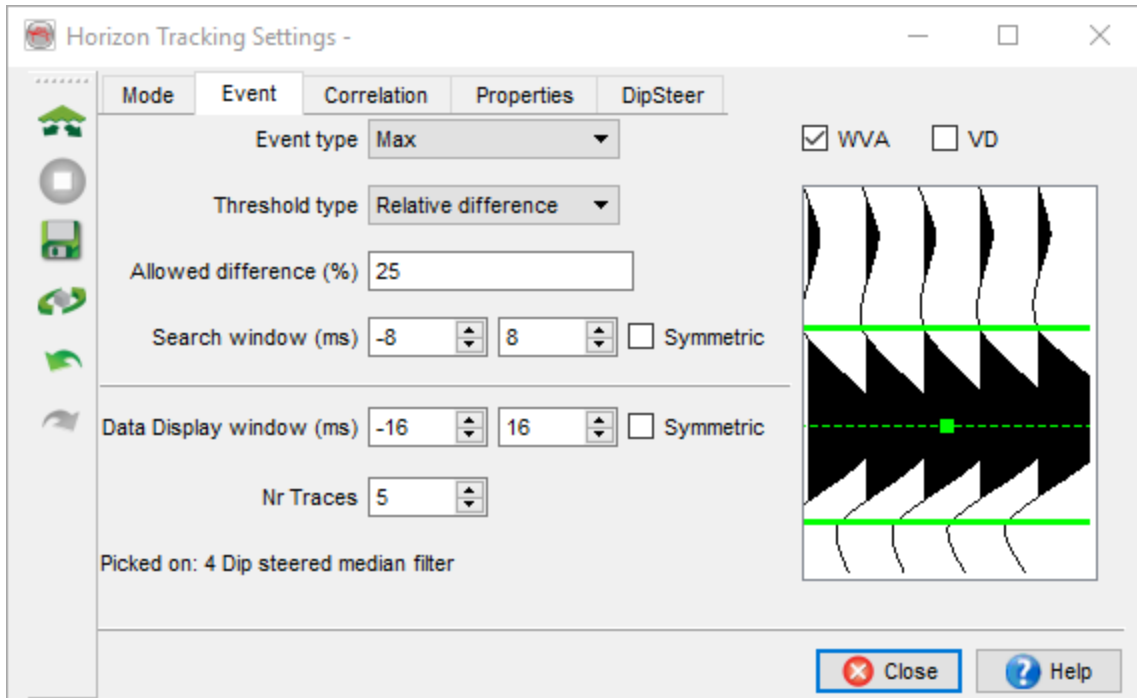 Horizon Tracking Settings -
Mode Event Correlation Properties DipSteer
Event type Max WVA VD
Threshold type Relative difference
Allowed difference (%) 25
Search window (ms) -8 8 Symmetric
Data Display window (ms) -16 16 Symmetric
Nr Traces 5
Picked on: 4 Dip steered median filter
Close Help